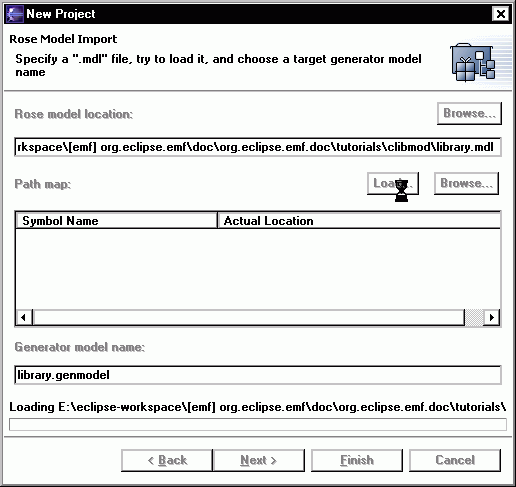 New Project
Rose Model Import
Specify a ".mdl" file, try to load it, and choose a target generator model
name
Rose model location:
Browse...
rkspace\[emf] org.eclipse.emf\doc\org.eclipse.emf.doc\tutorials\clibmod\library.mdl
Path map:
Browse...
Symbol Name
Actual Location
Generator model name:
library.genmodel
Loading E:\eclipse-workspace\[emf] org.eclipse.emf\doc\org.eclipse.emf.doc\tutorials\
< Back
Next >
Finish
Cancel